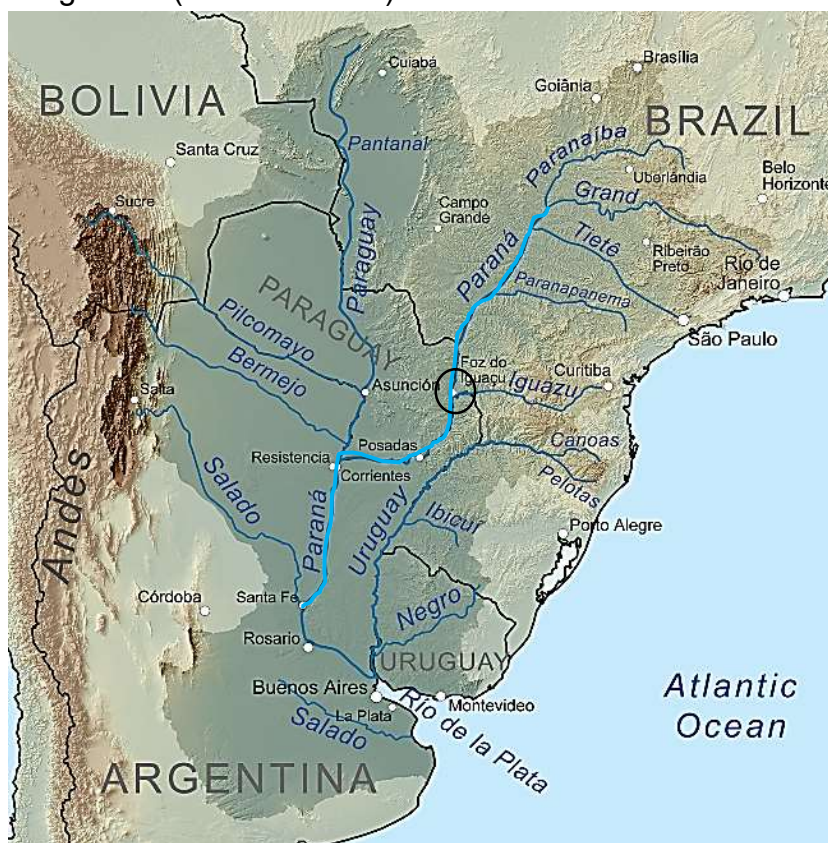 Cuiabá
Brasília
Goiânia
BOLIVIA
BRAZIL
Pantanal
Paranaíba
Santa Cruz
Uberlândia
Belo
Horizonte
Grand
Sucre
Campo
Grande
Tietê
Ribeirão
Preto
Paraná
Rio de
Janeiro
Paraguay
PARAGUAY
Paranapanema
São Paulo
Pilcomayo
Foz do
Iguaçu
Curitiba
Bermejo
Asunción
Iguazu
Salta
Posadas
Canoas
Resistencia
Corrientes
Pelotas
Salado
Andes
Paraná
Uruguay
Ibicuí
Porto Alegre
Córdoba
Santa Fe
Negro
Rosario
URUGUAY
Buenos Aires
Montevideo
La Plata
Río de la Plata
Salado
Atlantic
Ocean
ARGENTINA